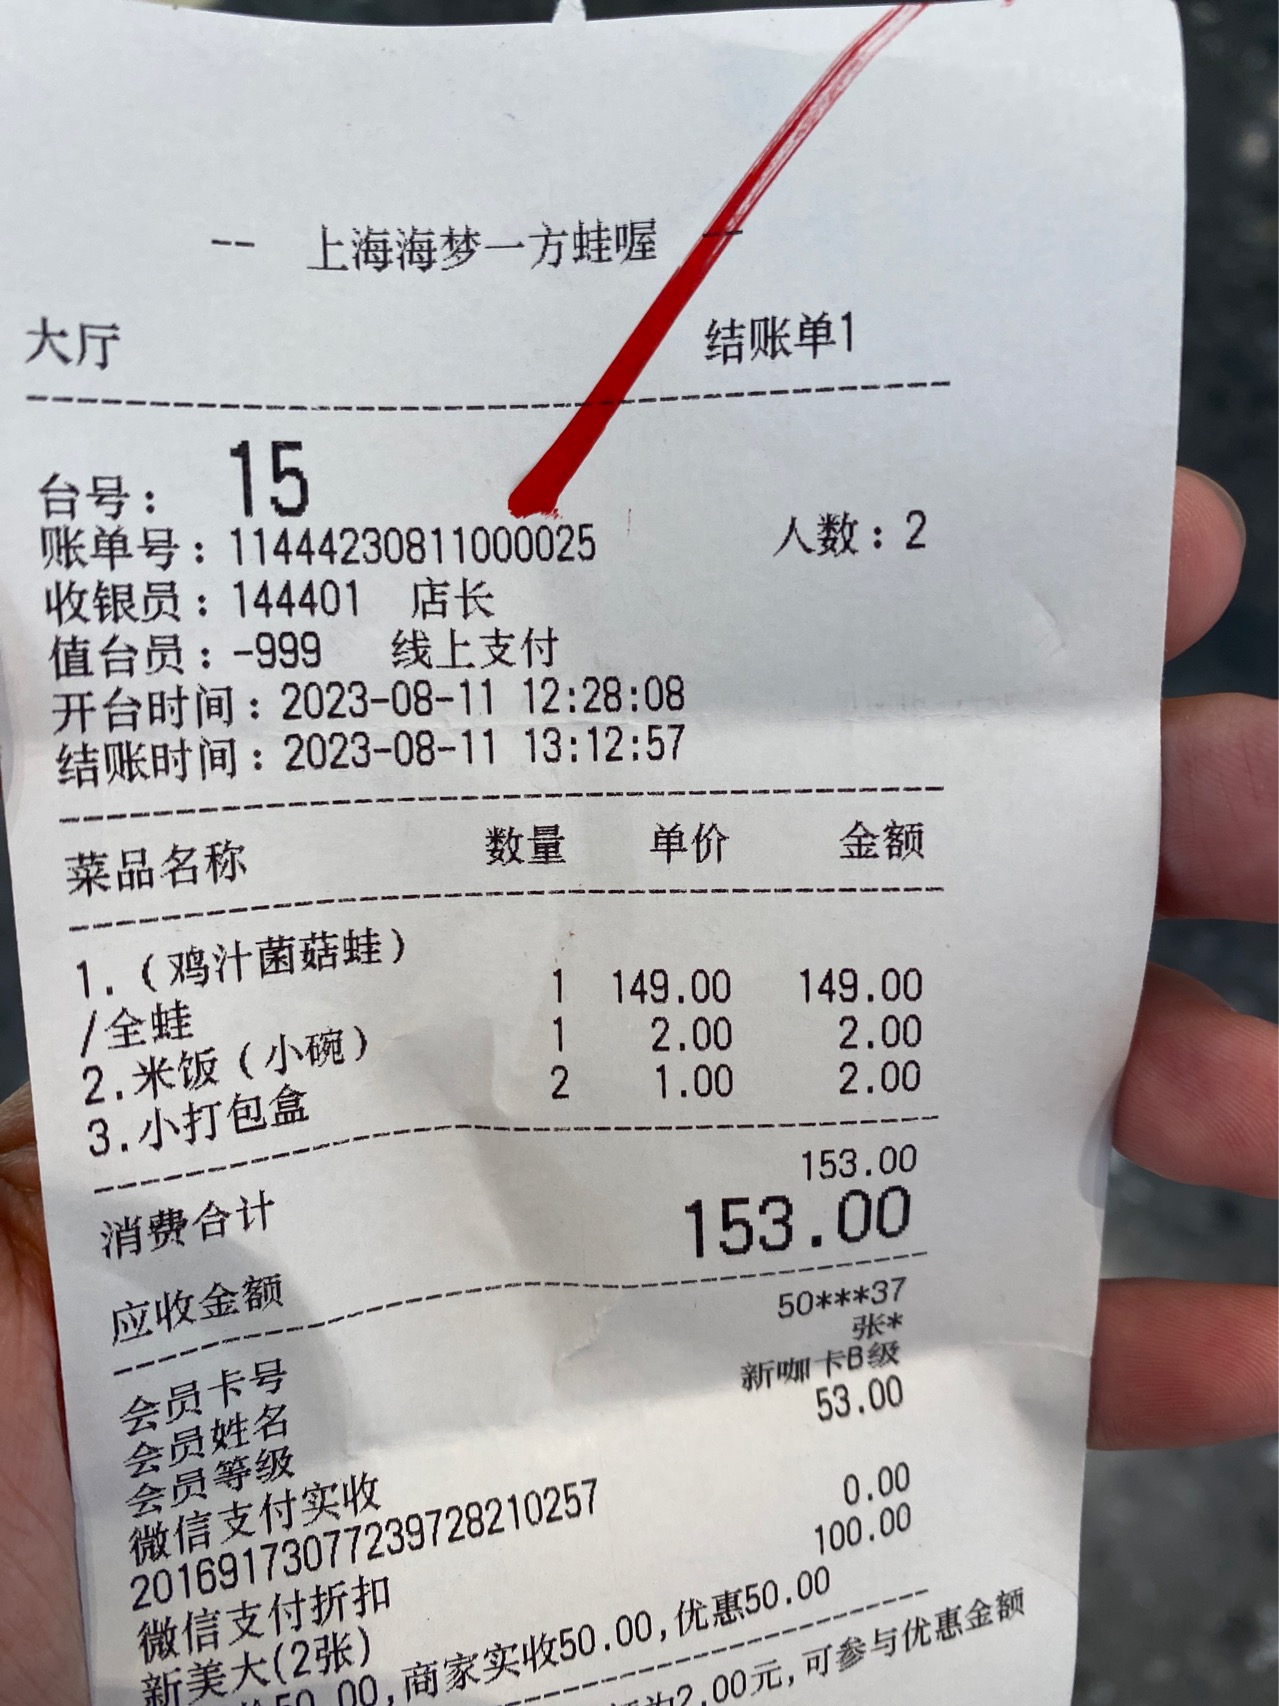 -- 上海海梦一方蛙喔 --
大厅 结账单1
台号： 15
账单号：11444230811000025 人数：2
收银员：144401 店长
值台员：-999 线上支付
开台时间：2023-08-11 12:28:08
结账时间：2023-08-11 13:12:57
菜品名称 数量 单价 金额
1.（鸡汁菌菇蛙）
/全蛙 1 149.00 149.00
2.米饭（小碗） 1 2.00 2.00
3.小打包盒 2 1.00 2.00
消费合计 153.00
应收金额 153.00
会员卡号 50***37
会员姓名 张*
会员等级 新咖卡B级
微信支付实收 53.00
20169173077239728210257
微信支付折扣 0.00
新美大(2张) 100.00
50.00,商家实收50.00,优惠50.00
为2.00元,可参与优惠金额